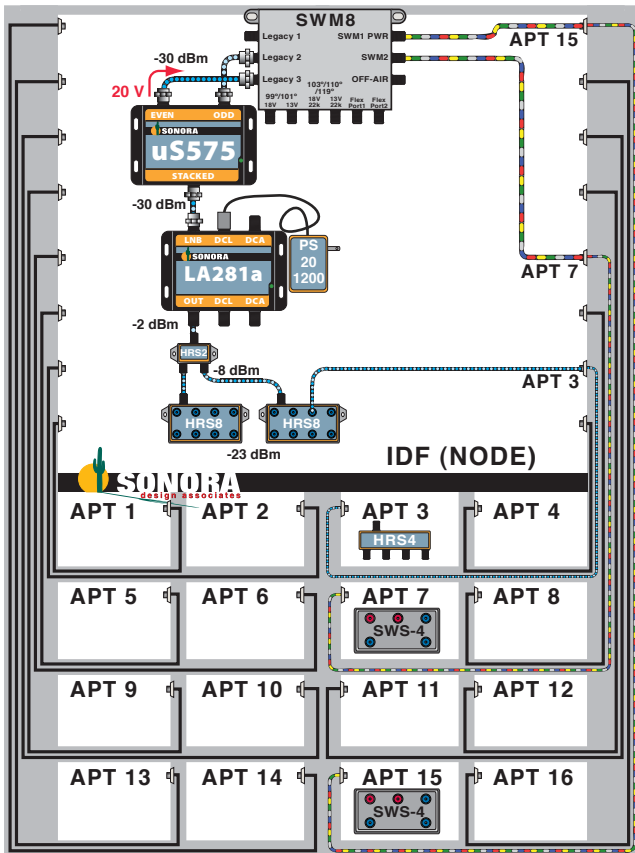 SWM8
Legacy 1
SWM1 PWR
APT 15
-30 dBm
Legacy 2
SWM2
Legacy 3
OFF-AIR
20 V
103°/110°
/119°
99°/101°
18V 13V 18V 22k 13V 22k Flex Port1 Flex Port2
EVEN ODD
SONORA
uS575
STACKED
-30 dBm
LNB DCL DCA
SONORA
LA281a
OUT DCL DCA
PS
20
1200
APT 7
-2 dBm
HRS2
-8 dBm
APT 3
HRS8
HRS8
-23 dBm
IDF (NODE)
SONORA
design associates
APT 1 APT 2 APT 3 APT 4
HRS4
APT 5 APT 6 APT 7 APT 8
SWS-4
APT 9 APT 10 APT 11 APT 12
APT 13 APT 14 APT 15 APT 16
SWS-4